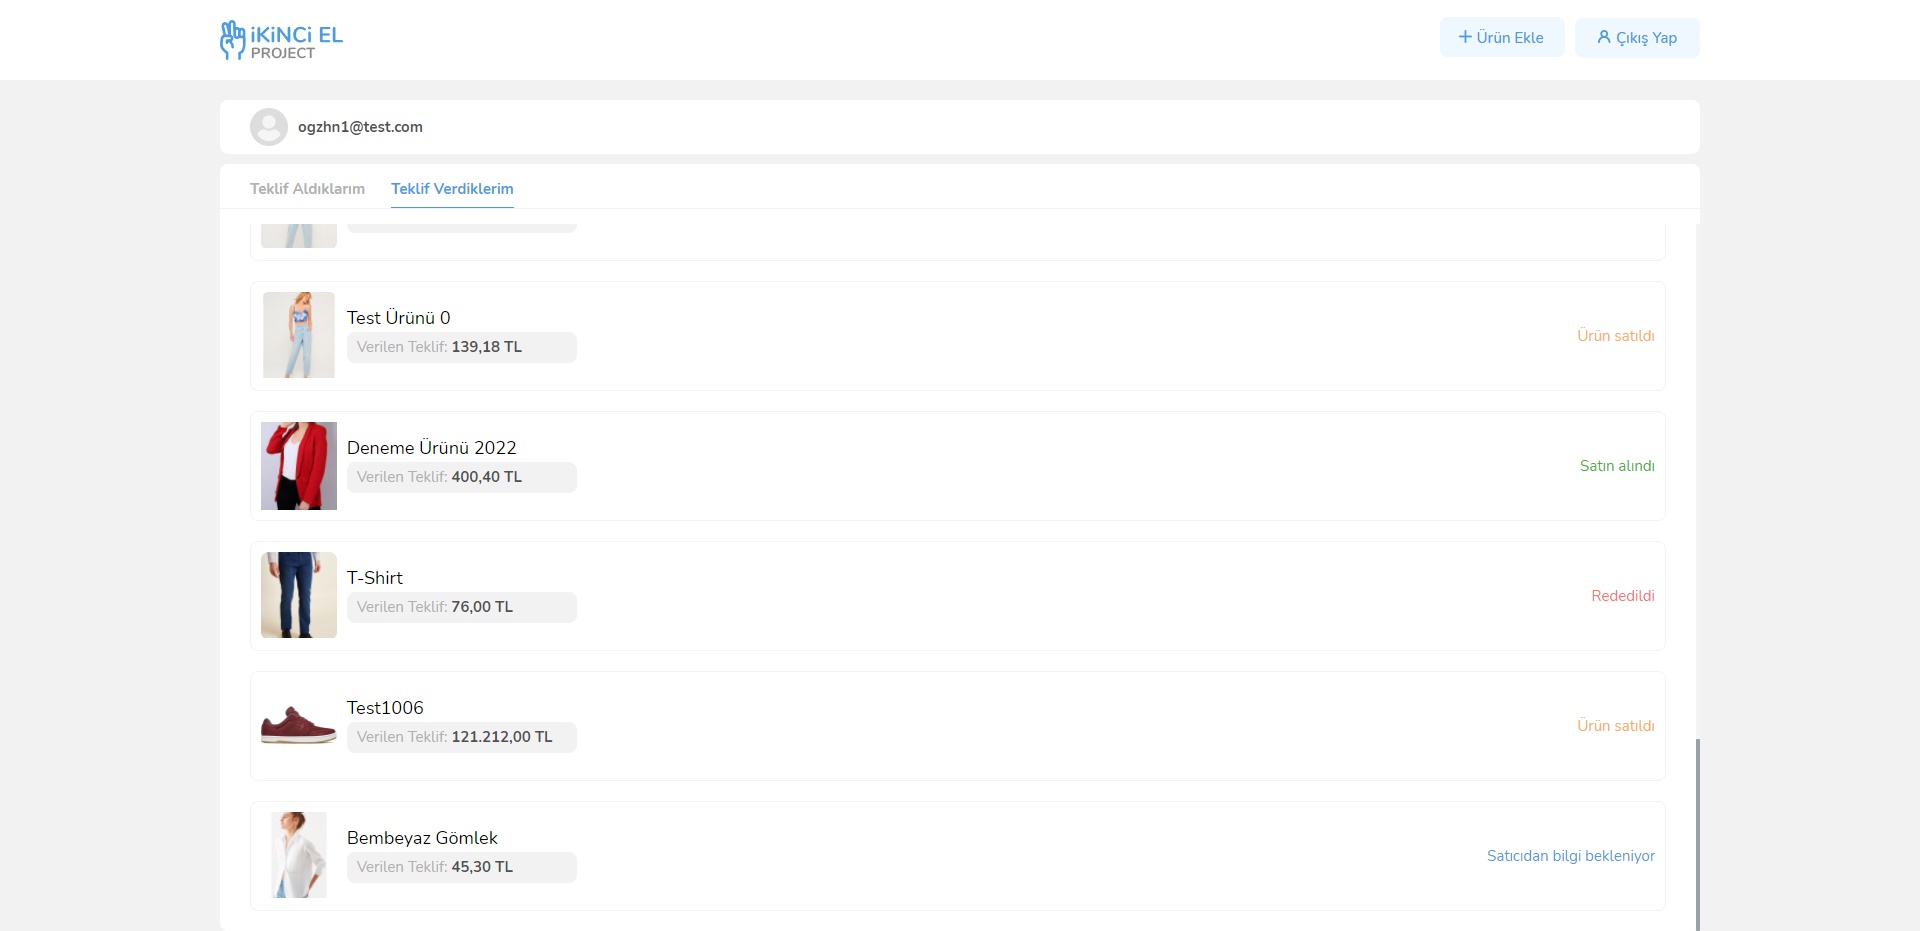 iKiNCi EL
PROJECT
Ürün Ekle
Çıkış Yap
ogzhn1@test.com
Teklif Aldıklarım
Teklif Verdiklerim
Test Ürünü 0
Verilen Teklif: 139,18 TL
Ürün satıldı
Deneme Ürünü 2022
Verilen Teklif: 400,40 TL
Satın alındı
T-Shirt
Verilen Teklif: 76,00 TL
Rededildi
Test1006
Verilen Teklif: 121.212,00 TL
Ürün satıldı
Bembeyaz Gömlek
Verilen Teklif: 45,30 TL
Satıcıdan bilgi bekleniyor